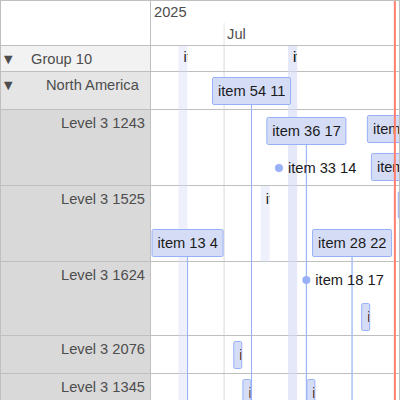 2025
Jul
▼ Group 10
i
i
▼ North America
item 54 11
Level 3 1243
item 36 17
item
item 33 14
item
Level 3 1525
i
item 13 4
item 28 22
Level 3 1624
item 18 17
i
Level 3 2076
i
Level 3 1345
i
i